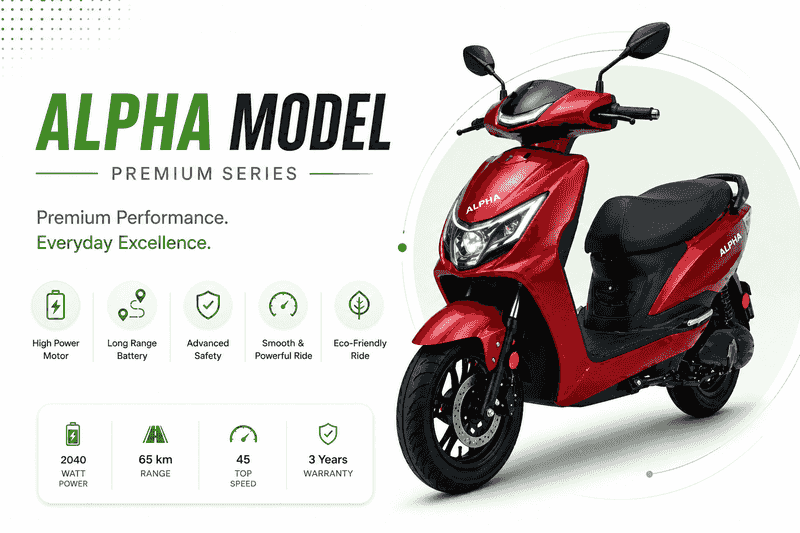 ALPHA MODEL
PREMIUM SERIES
Premium Performance.
Everyday Excellence.
High Power
Motor
Long Range
Battery
Advanced
Safety
Smooth &
Powerful Ride
Eco-Friendly
Ride
2040
WATT
POWER
65 km
RANGE
45
TOP
SPEED
3 Years
WARRANTY
ALPHA
ALPHA